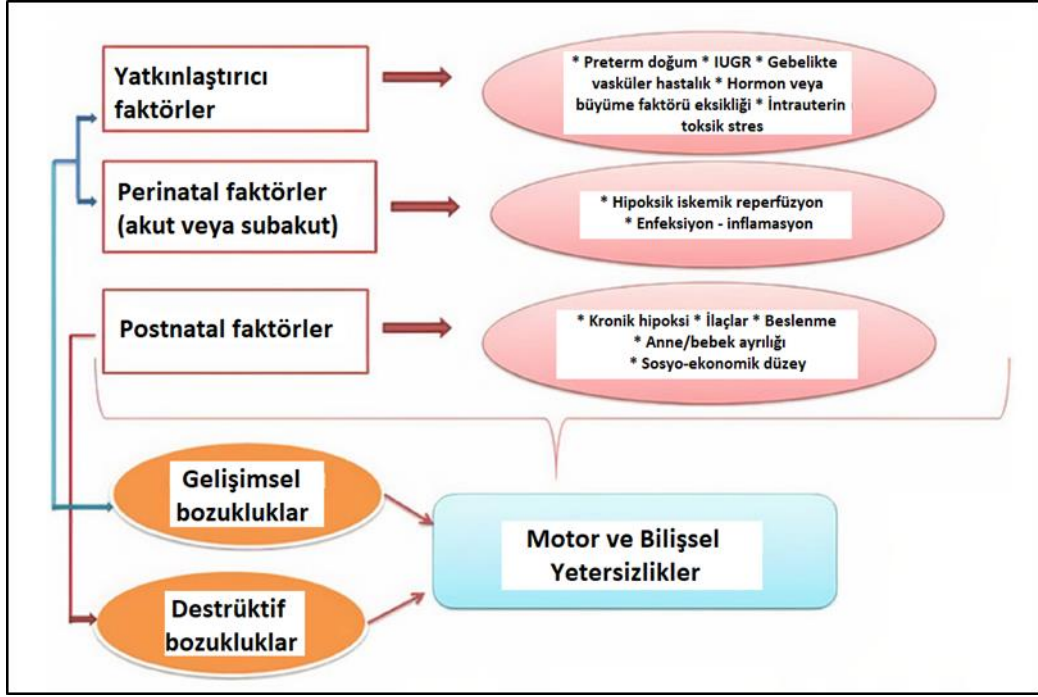 Yatkınlaştırıcı
faktörler
* Preterm doğum * IUGR * Gebelikte
vasküler hastalık * Hormon veya
büyüme faktörü eksikliği * İntrauterin
toksik stres
Perinatal faktörler
(akut veya subakut)
* Hipoksik iskemik reperfüzyon
* Enfeksiyon - inflamasyon
Postnatal faktörler
* Kronik hipoksi * İlaçlar * Beslenme
* Anne/bebek ayrılığı
* Sosyo-ekonomik düzey
Gelişimsel
bozukluklar
Motor ve Bilişsel
Yetersizlikler
Destrüktif
bozukluklar